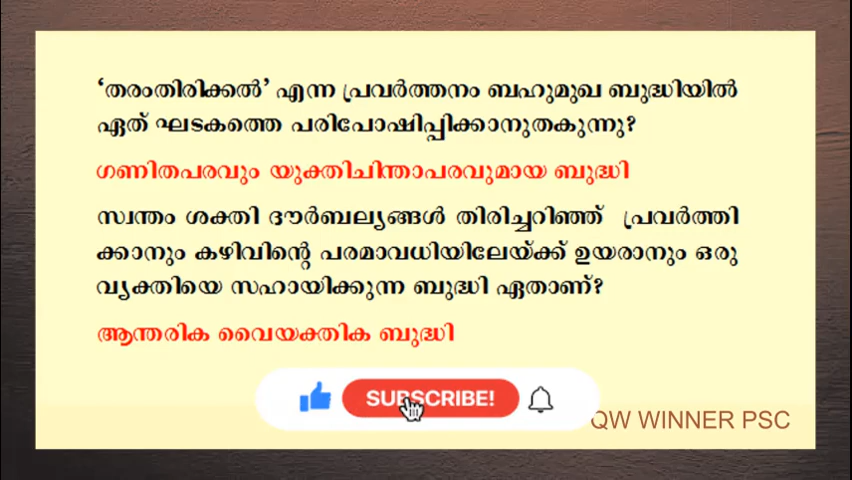 ‘തരംതിരിക്കൽ’ എന്ന പ്രവർത്തനം ബഹുമുഖ ബുദ്ധിയിൽ
ഏത് ഘടകത്തെ പരിപോഷിപ്പിക്കാനുതകുന്നു?
ഗണിതപരവും യുക്തിചിന്താപരവുമായ ബുദ്ധി
സ്വന്തം ശക്തി ദൗർബല്യങ്ങൾ തിരിച്ചറിഞ്ഞ് പ്രവർത്തി
ക്കാനും കഴിവിന്റെ പരമാവധിയിലേയ്ക്ക് ഉയരാനും ഒരു
വ്യക്തിയെ സഹായിക്കുന്ന ബുദ്ധി ഏതാണ്?
ആന്തരിക വൈയക്തിക ബുദ്ധി
SUBSCRIBE!
QW WINNER PSC